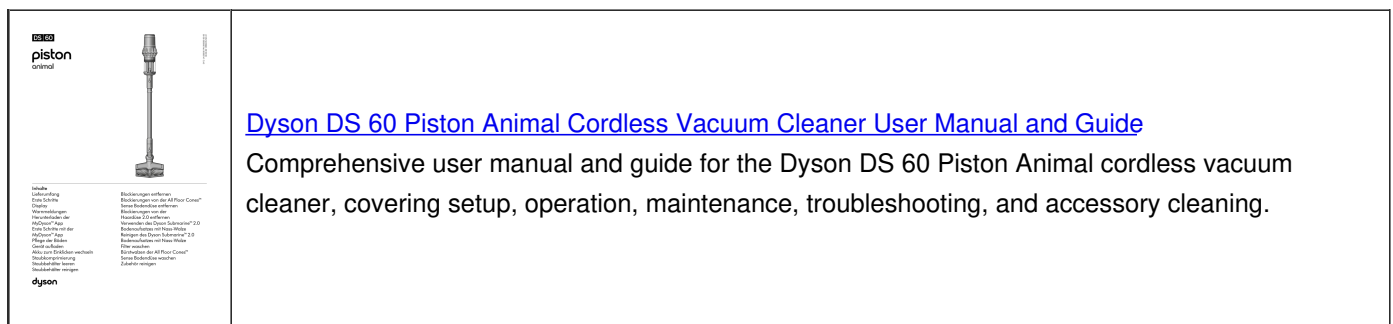 DS 60
piston
animal
Inhalte
Lieferumfang
Erste Schritte
Display
Warnmeldungen
Herunterladen der
MyDyson™ App
Erste Schritte mit der
MyDyson™ App
Pflege der Böden
Gerät aufladen
Akku zum Einklicken wechseln
Staubkomprimierung
Staubbehälter leeren
Staubbehälter reinigen
Blockierungen entfernen
Blockierungen von der All Floor Cones™
Sense Bodendüse entfernen
Blockierungen von der
Haardüse 2.0 entfernen
Verwenden des Dyson Submarine™ 2.0
Bodenaufsatzes mit Nass-Walze
Reinigen des Dyson Submarine™ 2.0
Bodenaufsatzes mit Nass-Walze
Filter waschen
Bürstwalzen der All Floor Cones™
Sense Bodendüse waschen
Zubehör reinigen
dyson
Dyson DS 60 Piston Animal Cordless Vacuum Cleaner User Manual and Guide
Comprehensive user manual and guide for the Dyson DS 60 Piston Animal cordless vacuum
cleaner, covering setup, operation, maintenance, troubleshooting, and accessory cleaning.